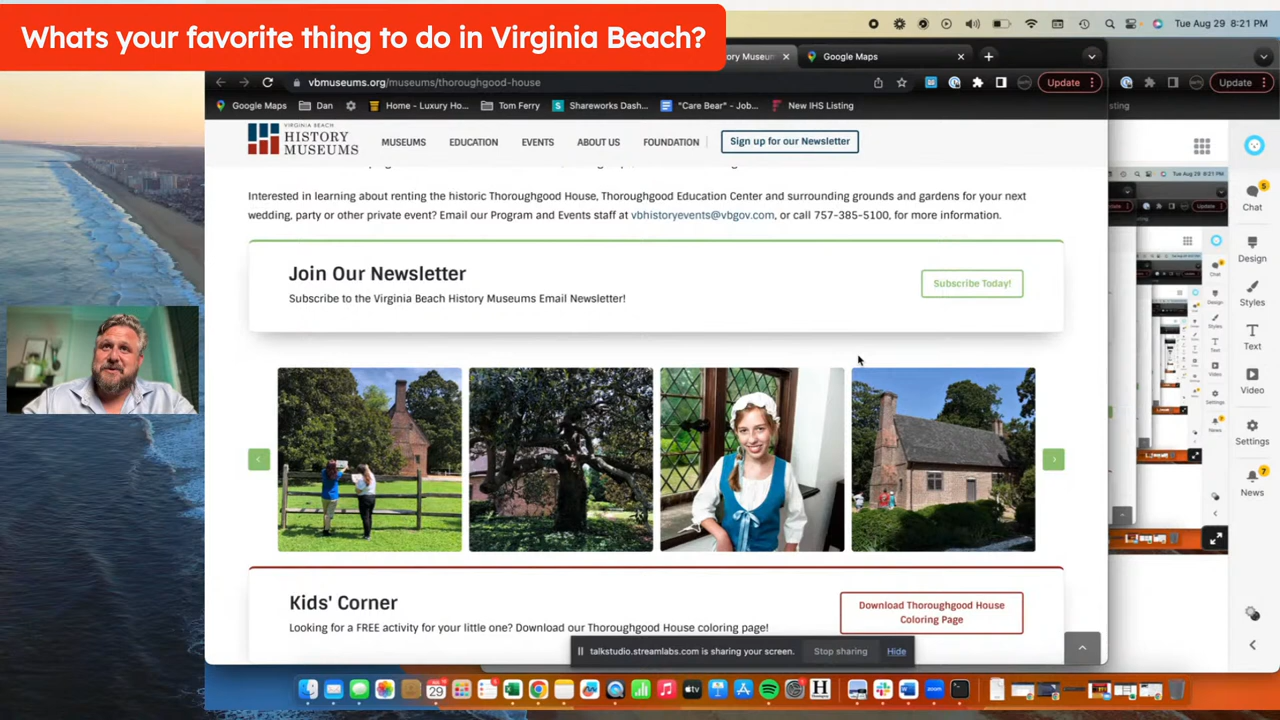 Whats your favorite thing to do in Virginia Beach?
Tue Aug 29 8:21 PM
Google Maps
vbmuseums.org/museums/thoroughgood-house
Update
Update
Google Maps
Dan
Home - Luxury Ho...
Tom Ferry
Shareworks Dash...
"Care Bear" - Job...
New IHS Listing
sting
VIRGINIA BEACH
HISTORY
MUSEUMS
MUSEUMS
EDUCATION
EVENTS
ABOUT US
FOUNDATION
Sign up for our Newsletter
Interested in learning about renting the historic Thoroughgood House, Thoroughgood Education Center and surrounding grounds and gardens for your next
wedding, party or other private event? Email our Program and Events staff at vbhistoryevents@vbgov.com, or call 757-385-5100, for more information.
Join Our Newsletter
Subscribe to the Virginia Beach History Museums Email Newsletter!
Subscribe Today!
Kids' Corner
Looking for a FREE activity for your little one? Download our Thoroughgood House coloring page!
Download Thoroughgood House
Coloring Page
talkstudio.streamlabs.com is sharing your screen.
Stop sharing
Hide
Chat
Design
Styles
Text
Video
Settings
News
5
7
29